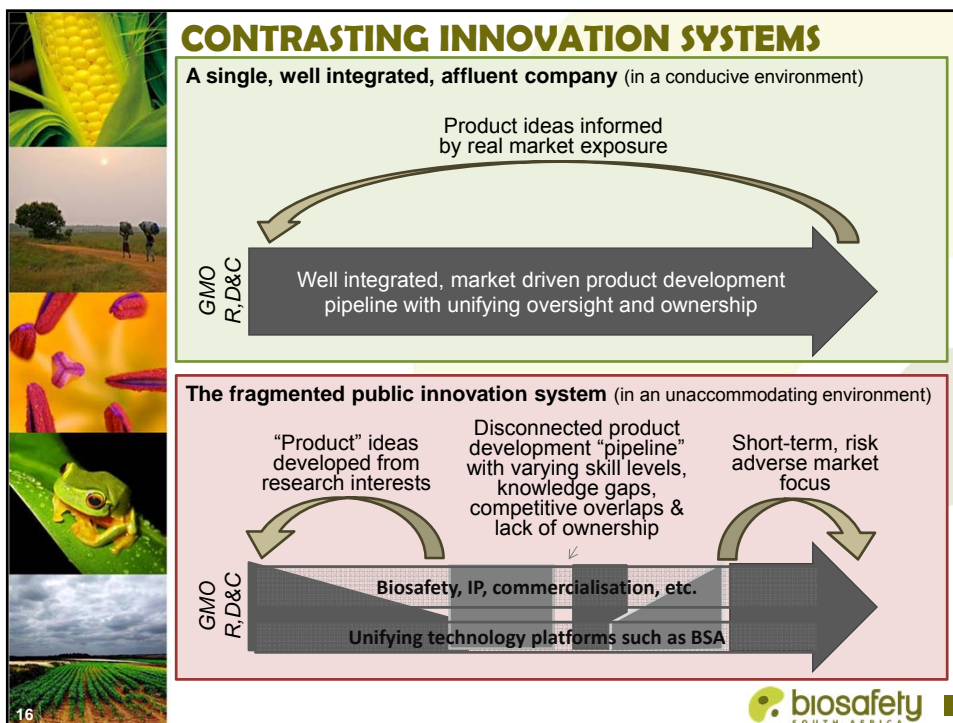 CONTRASTING INNOVATION SYSTEMS
A single, well integrated, affluent company (in a conducive environment)
Product ideas informed
by real market exposure
GMO
R,D&C
Well integrated, market driven product development
pipeline with unifying oversight and ownership
The fragmented public innovation system (in an unaccommodating environment)
“Product” ideas
developed from
research interests
Disconnected product
development “pipeline”
with varying skill levels,
knowledge gaps,
competitive overlaps &
lack of ownership
Short-term, risk
adverse market
focus
GMO
R,D&C
Biosafety, IP, commercialisation, etc.
Unifying technology platforms such as BSA
16
biosafety
SOUTH AFRICA